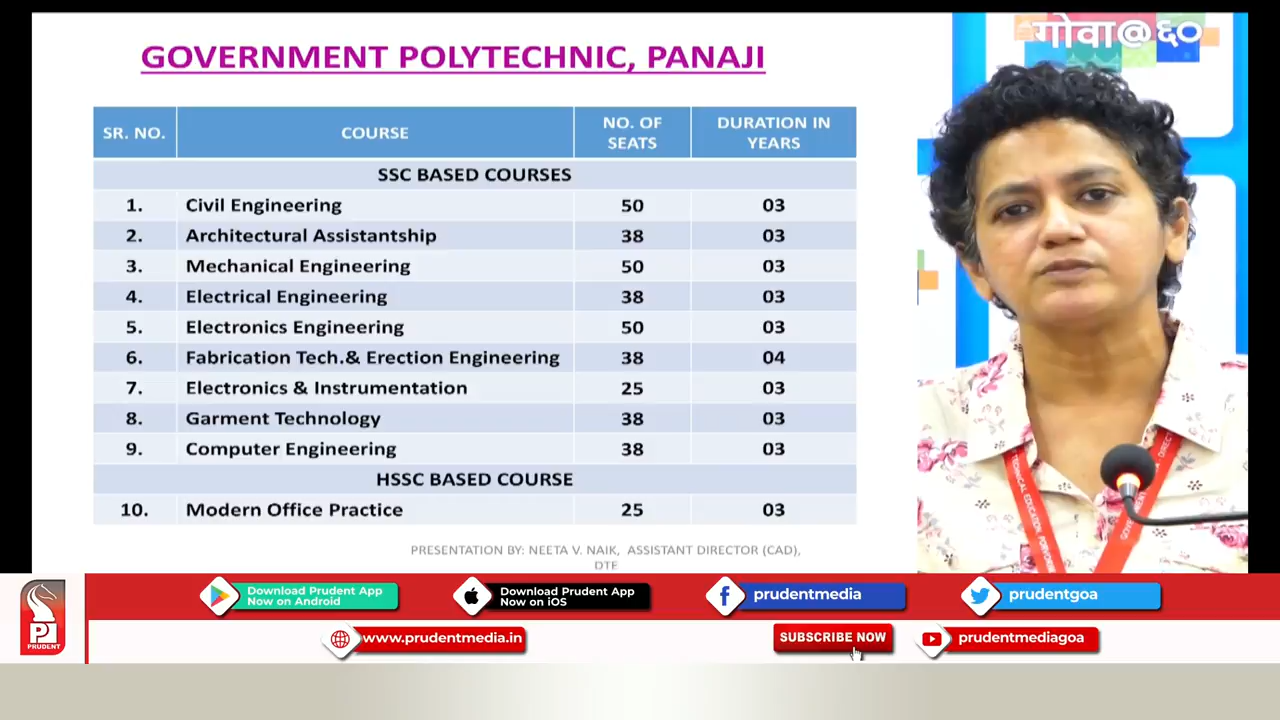 गोवा@६०
GOVERNMENT POLYTECHNIC, PANAJI
SR. NO. COURSE NO. OF SEATS DURATION IN YEARS
SSC BASED COURSES
1. Civil Engineering 50 03
2. Architectural Assistantship 38 03
3. Mechanical Engineering 50 03
4. Electrical Engineering 38 03
5. Electronics Engineering 50 03
6. Fabrication Tech.& Erection Engineering 38 04
7. Electronics & Instrumentation 25 03
8. Garment Technology 38 03
9. Computer Engineering 38 03
HSSC BASED COURSE
10. Modern Office Practice 25 03
PRESENTATION BY: NEETA V. NAIK, ASSISTANT DIRECTOR (CAD),
DTE
TECHNICAL EDUCATION, PORVORIM
GOVERNMENT
DIRECT
PRUDENT
Download Prudent App
Now on Android
Download Prudent App
Now on iOS
prudentmedia
prudentgoa
www.prudentmedia.in
SUBSCRIBE NOW
prudentmediagoa